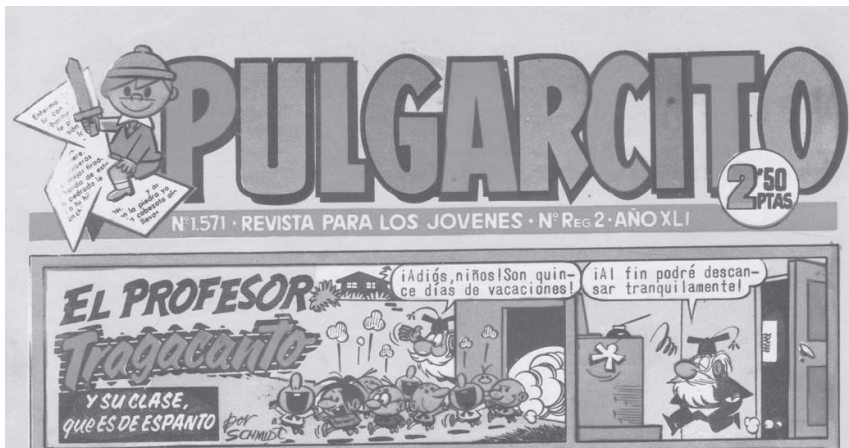 PULGARCITO
Enfermo
2'50
PTAS
Nº1.571 · REVISTA PARA LOS JOVENES · Nº REG 2 · AÑO XLI
EL PROFESOR
Tragacanto
Y SU CLASE,
que ES DE ESPANTO
por
SCHMIDT
¡Adiós, niños! Son quin-
ce días de vacaciones!
¡Al fin podré descan-
sar tranquilamente!